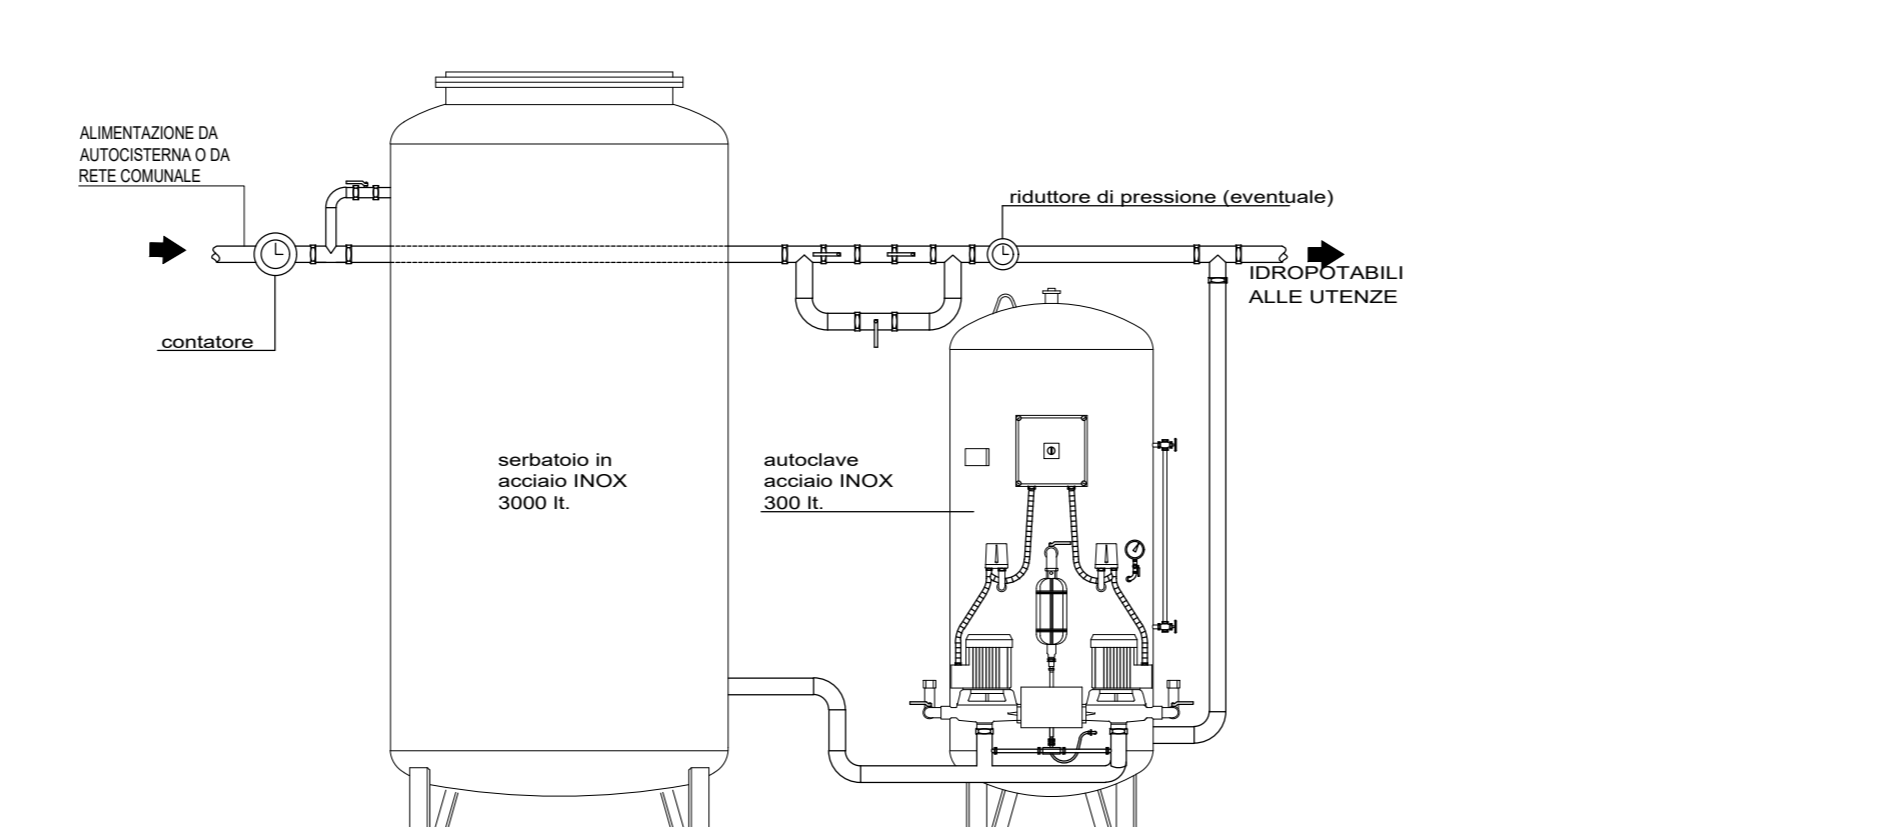 ALIMENTAZIONE DA
AUTOCISTERNA O DA
RETE COMUNALE
riduttore di pressione (eventuale)
IDROPOTABILI
ALLE UTENZE
contatore
serbatoio in
acciaio INOX
3000 lt.
autoclave
acciaio INOX
300 lt.